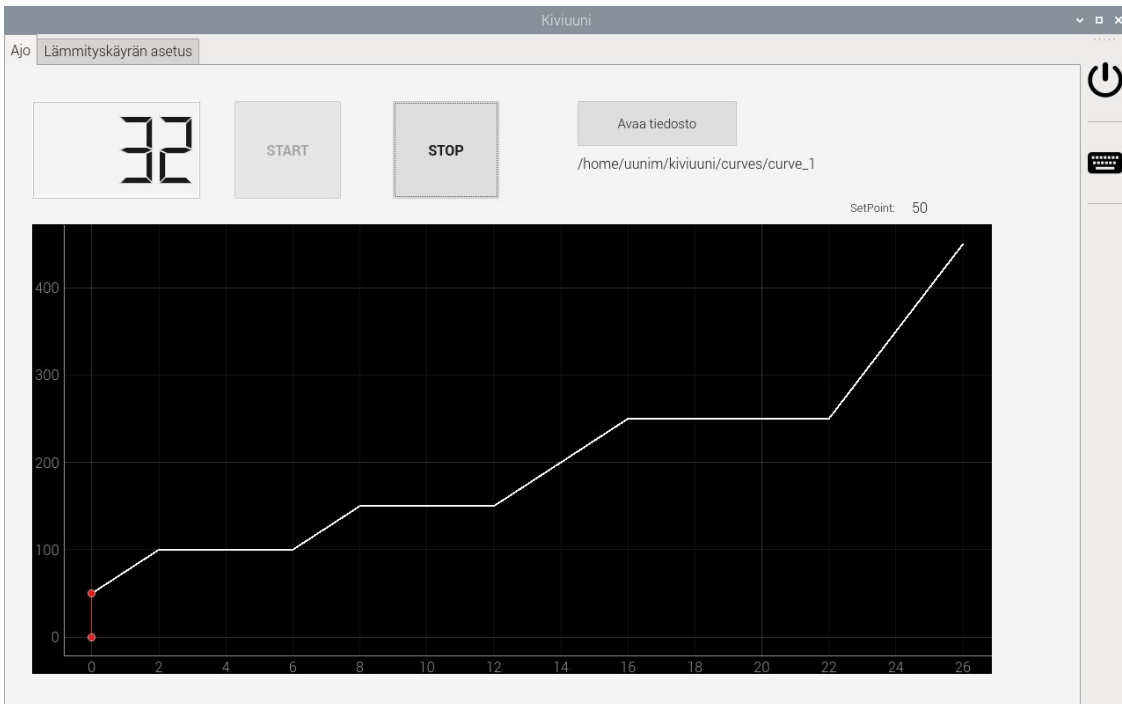 Kiviuuni
Ajo Lämmityskäyrän asetus
32 START STOP Avaa tiedosto
/home/uunim/kiviuuni/curves/curve_1
SetPoint: 50
400
300
200
100
0
0 2 4 6 8 10 12 14 16 18 20 22 24 26